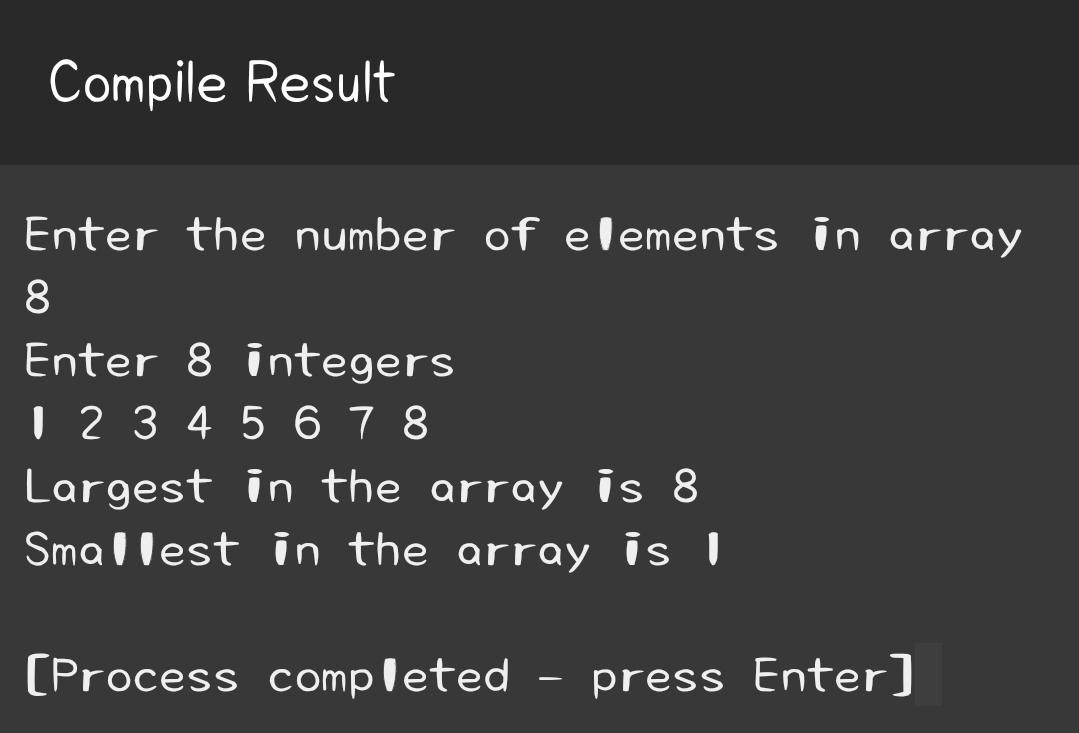 Compile Result
Enter the number of elements in array
8
Enter 8 integers
1 2 3 4 5 6 7 8
Largest in the array is 8
Smallest in the array is 1
[Process completed - press Enter]